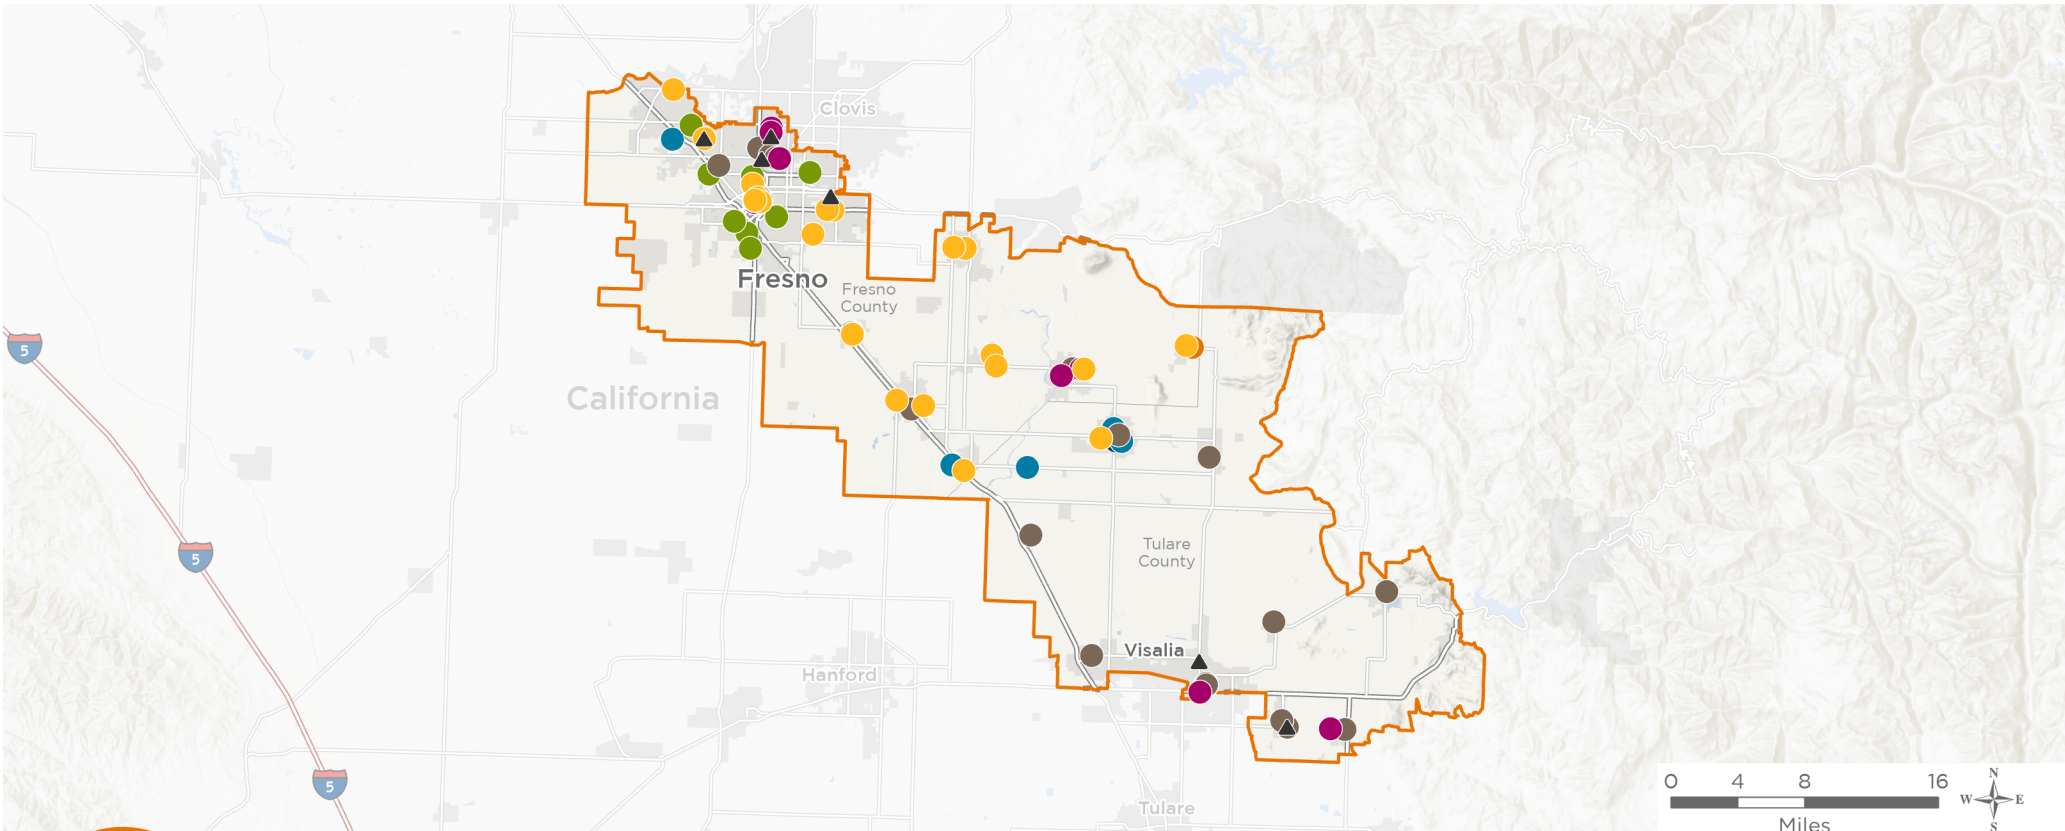 Clovis
Fresno
Fresno
County
5
California
5
Tulare
County
Visalia
Hanford
5
Tulare
0 4 8 16
Miles
N
W E
S